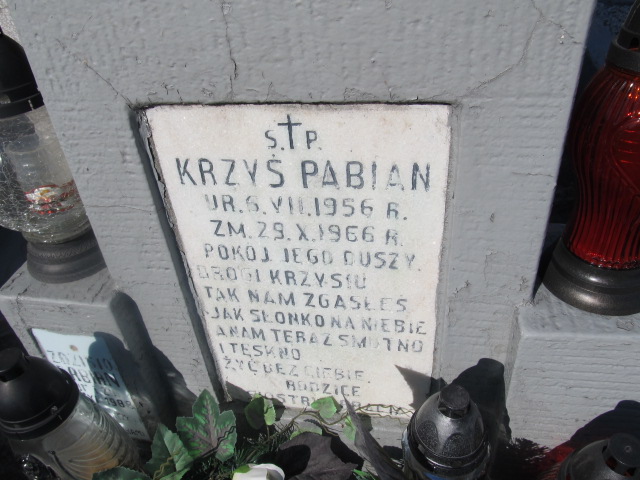 Ś.†P.
KRZYŚ PABIAN
UR. 6. VII. 1956 R.
ZM. 29. X. 1966 R.
POKÓJ JEGO DUSZY.
DROGI KRZYSIU
TAK NAM ZGASŁEŚ
JAK SŁONKO NA NIEBIE
A NAM TERAZ SMUTNO
I TĘSKNO
ŻYĆ BEZ CIEBIE.
RODZICE